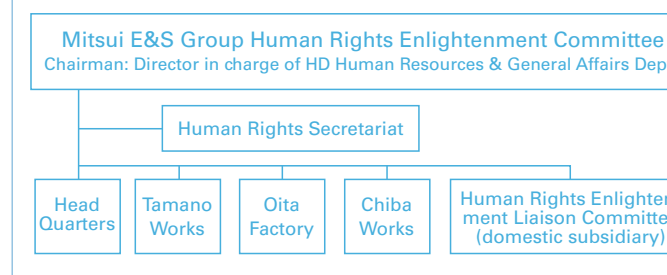 Mitsui E&S Group Human Rights Enlightenment Committee
Chairman: Director in charge of HD Human Resources & General Affairs Dep
Human Rights Secretariat
Head
Quarters
Tamano
Works
Oita
Factory
Chiba
Works
Human Rights Enlighten
ment Liaison Committe
(domestic subsidiary)